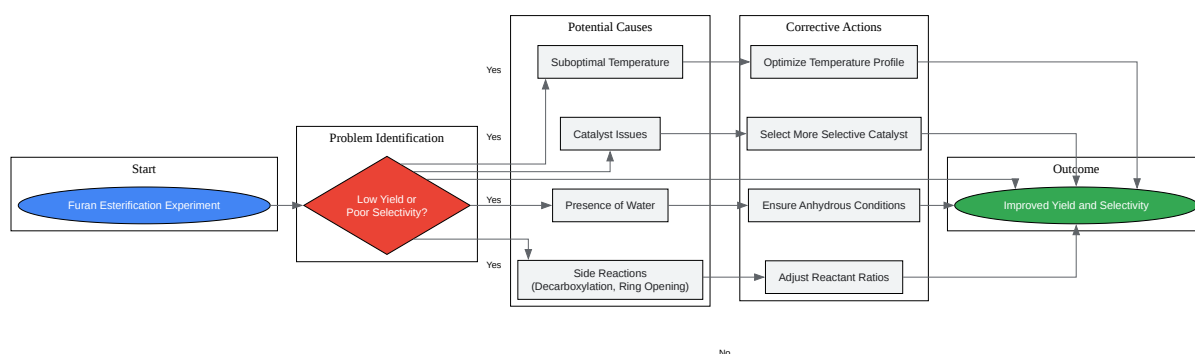 Start
Furan Esterification Experiment
Problem Identification
Low Yield or
Poor Selectivity?
Yes
Yes
Yes
Yes
No
Potential Causes
Suboptimal Temperature
Catalyst Issues
Presence of Water
Side Reactions
(Decarboxylation, Ring Opening)
Corrective Actions
Optimize Temperature Profile
Select More Selective Catalyst
Ensure Anhydrous Conditions
Adjust Reactant Ratios
Outcome
Improved Yield and Selectivity